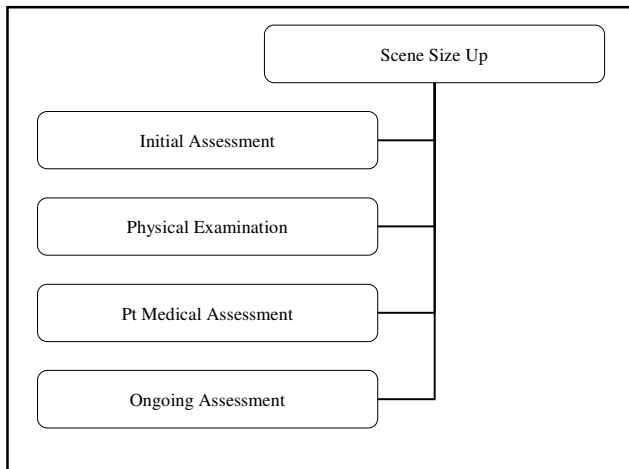 Scene Size Up
Initial Assessment
Physical Examination
Pt Medical Assessment
Ongoing Assessment